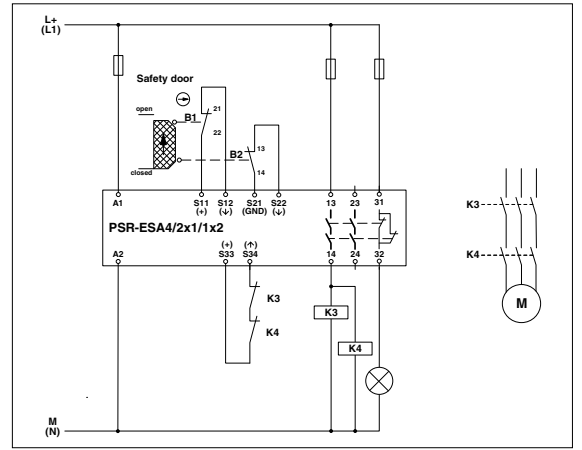 L+
(L1)
Safety door
open
B1
21
22
B2
13
14
closed
A1
S11
(+)
S12
(↓)
S21
(GND)
S22
(↓)
13
23
31
PSR-ESA4/2x1/1x2
A2
(+)
S33
(↑)
S34
14
24
32
K3
K4
K3
K4
K3
K4
M
M
(N)